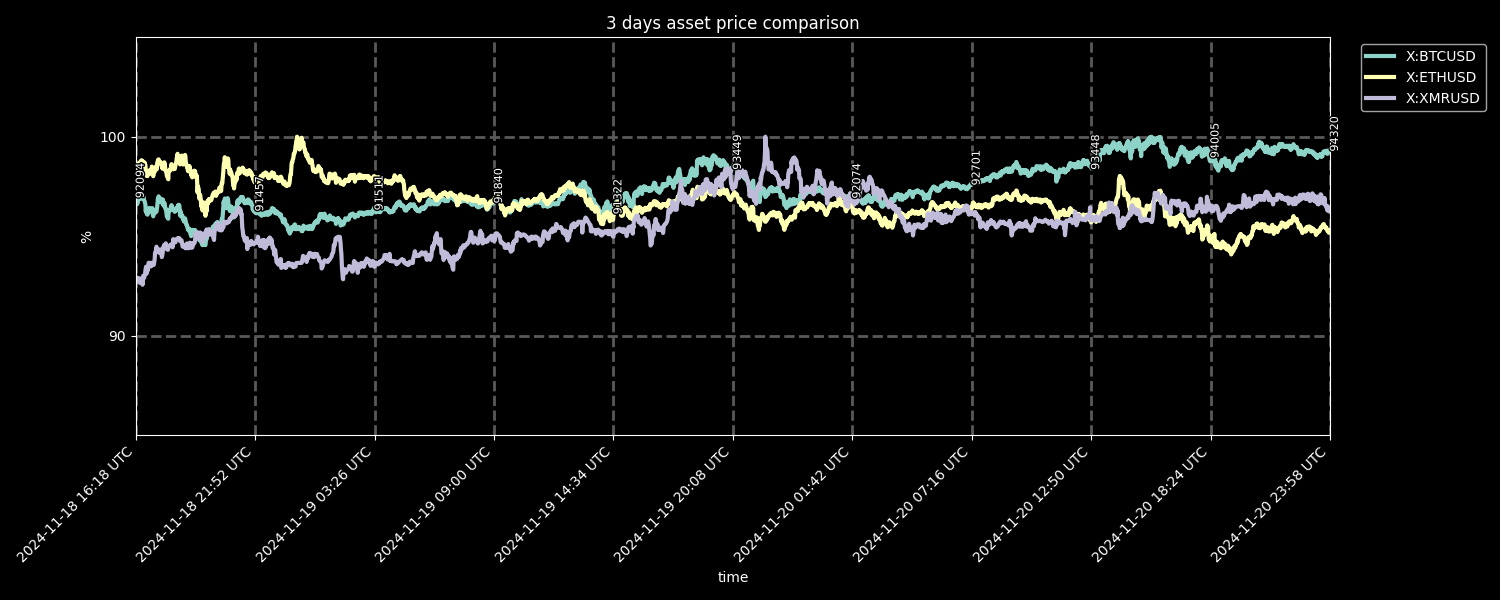 3 days asset price comparison
X:BTCUSD
X:ETHUSD
X:XMRUSD
100
90
%
91457
91840
91322
93449
92074
92701
93448
94005
94320
2024-11-18 16:18 UTC
2024-11-18 21:52 UTC
2024-11-19 03:26 UTC
2024-11-19 09:00 UTC
2024-11-19 14:34 UTC
2024-11-19 20:08 UTC
2024-11-20 01:42 UTC
2024-11-20 07:16 UTC
2024-11-20 12:50 UTC
2024-11-20 18:24 UTC
2024-11-20 23:58 UTC
time